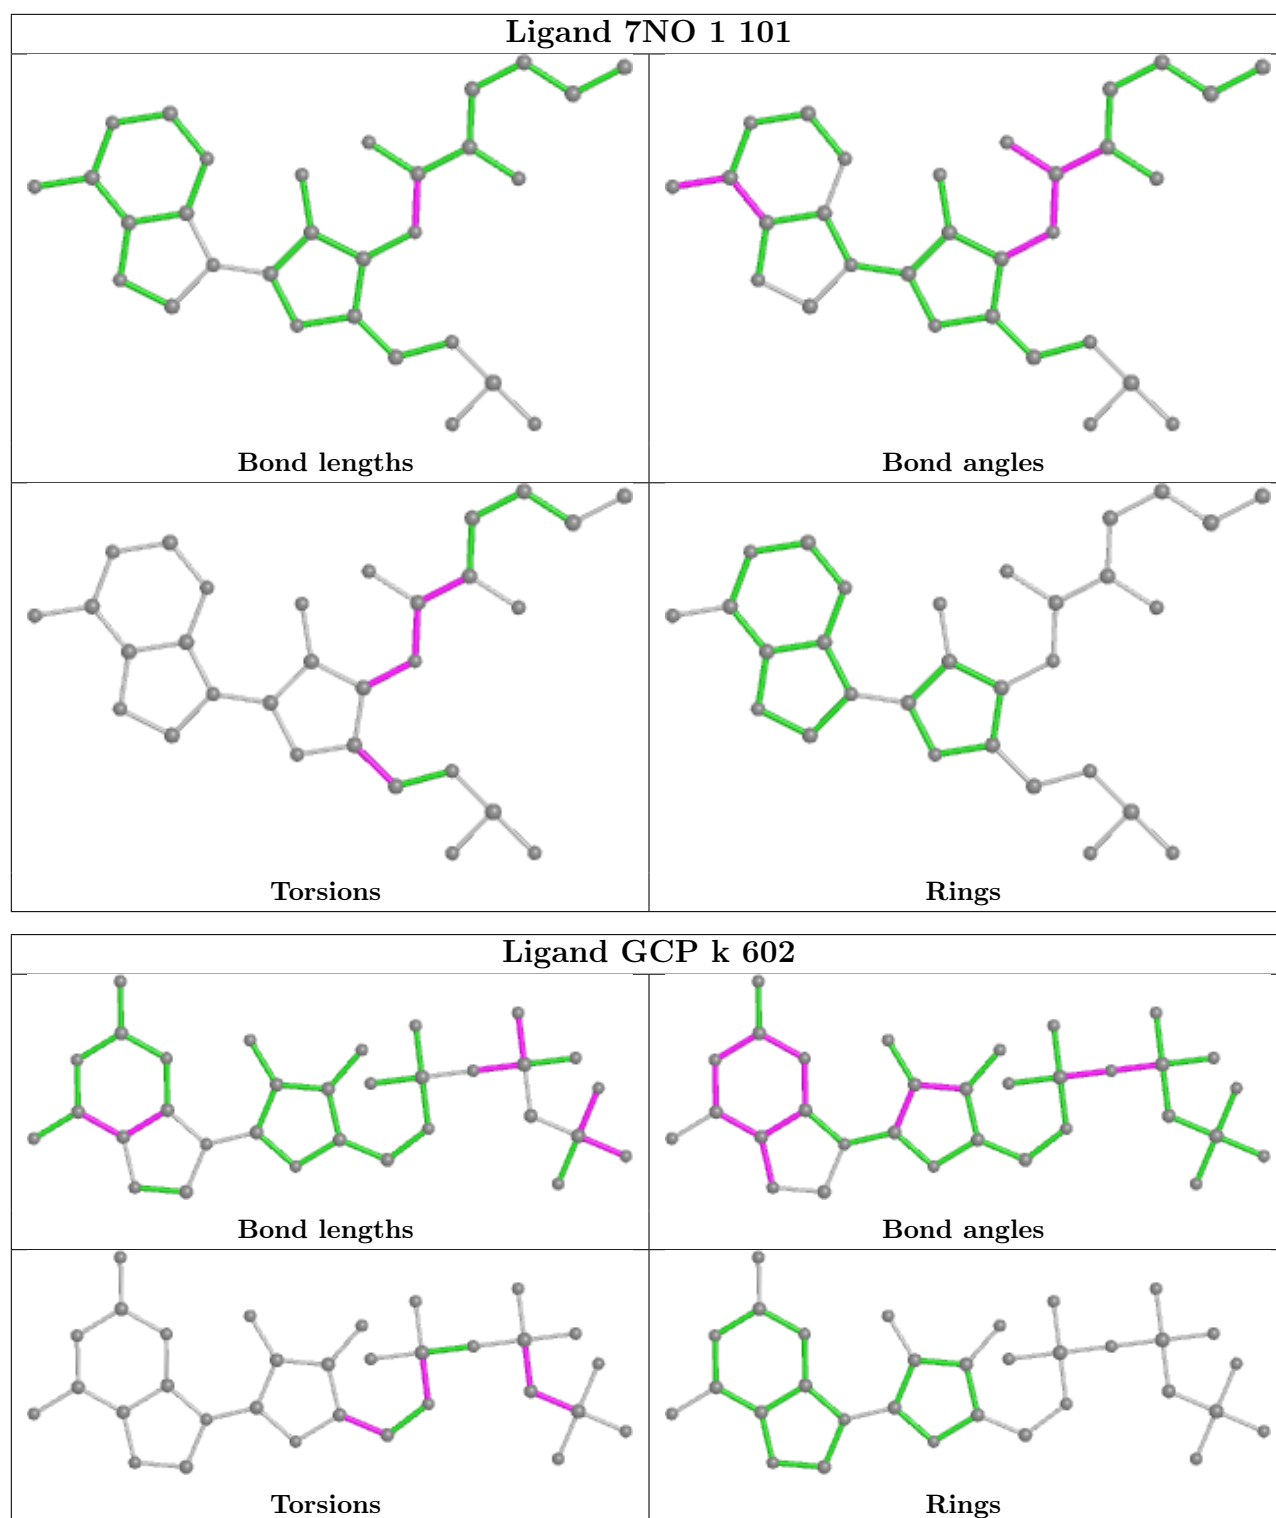 Ligand 7NO 1 101
Bond lengths
Bond angles
Torsions
Rings
Ligand GCP k 602
Bond lengths
Bond angles
Torsions
Rings